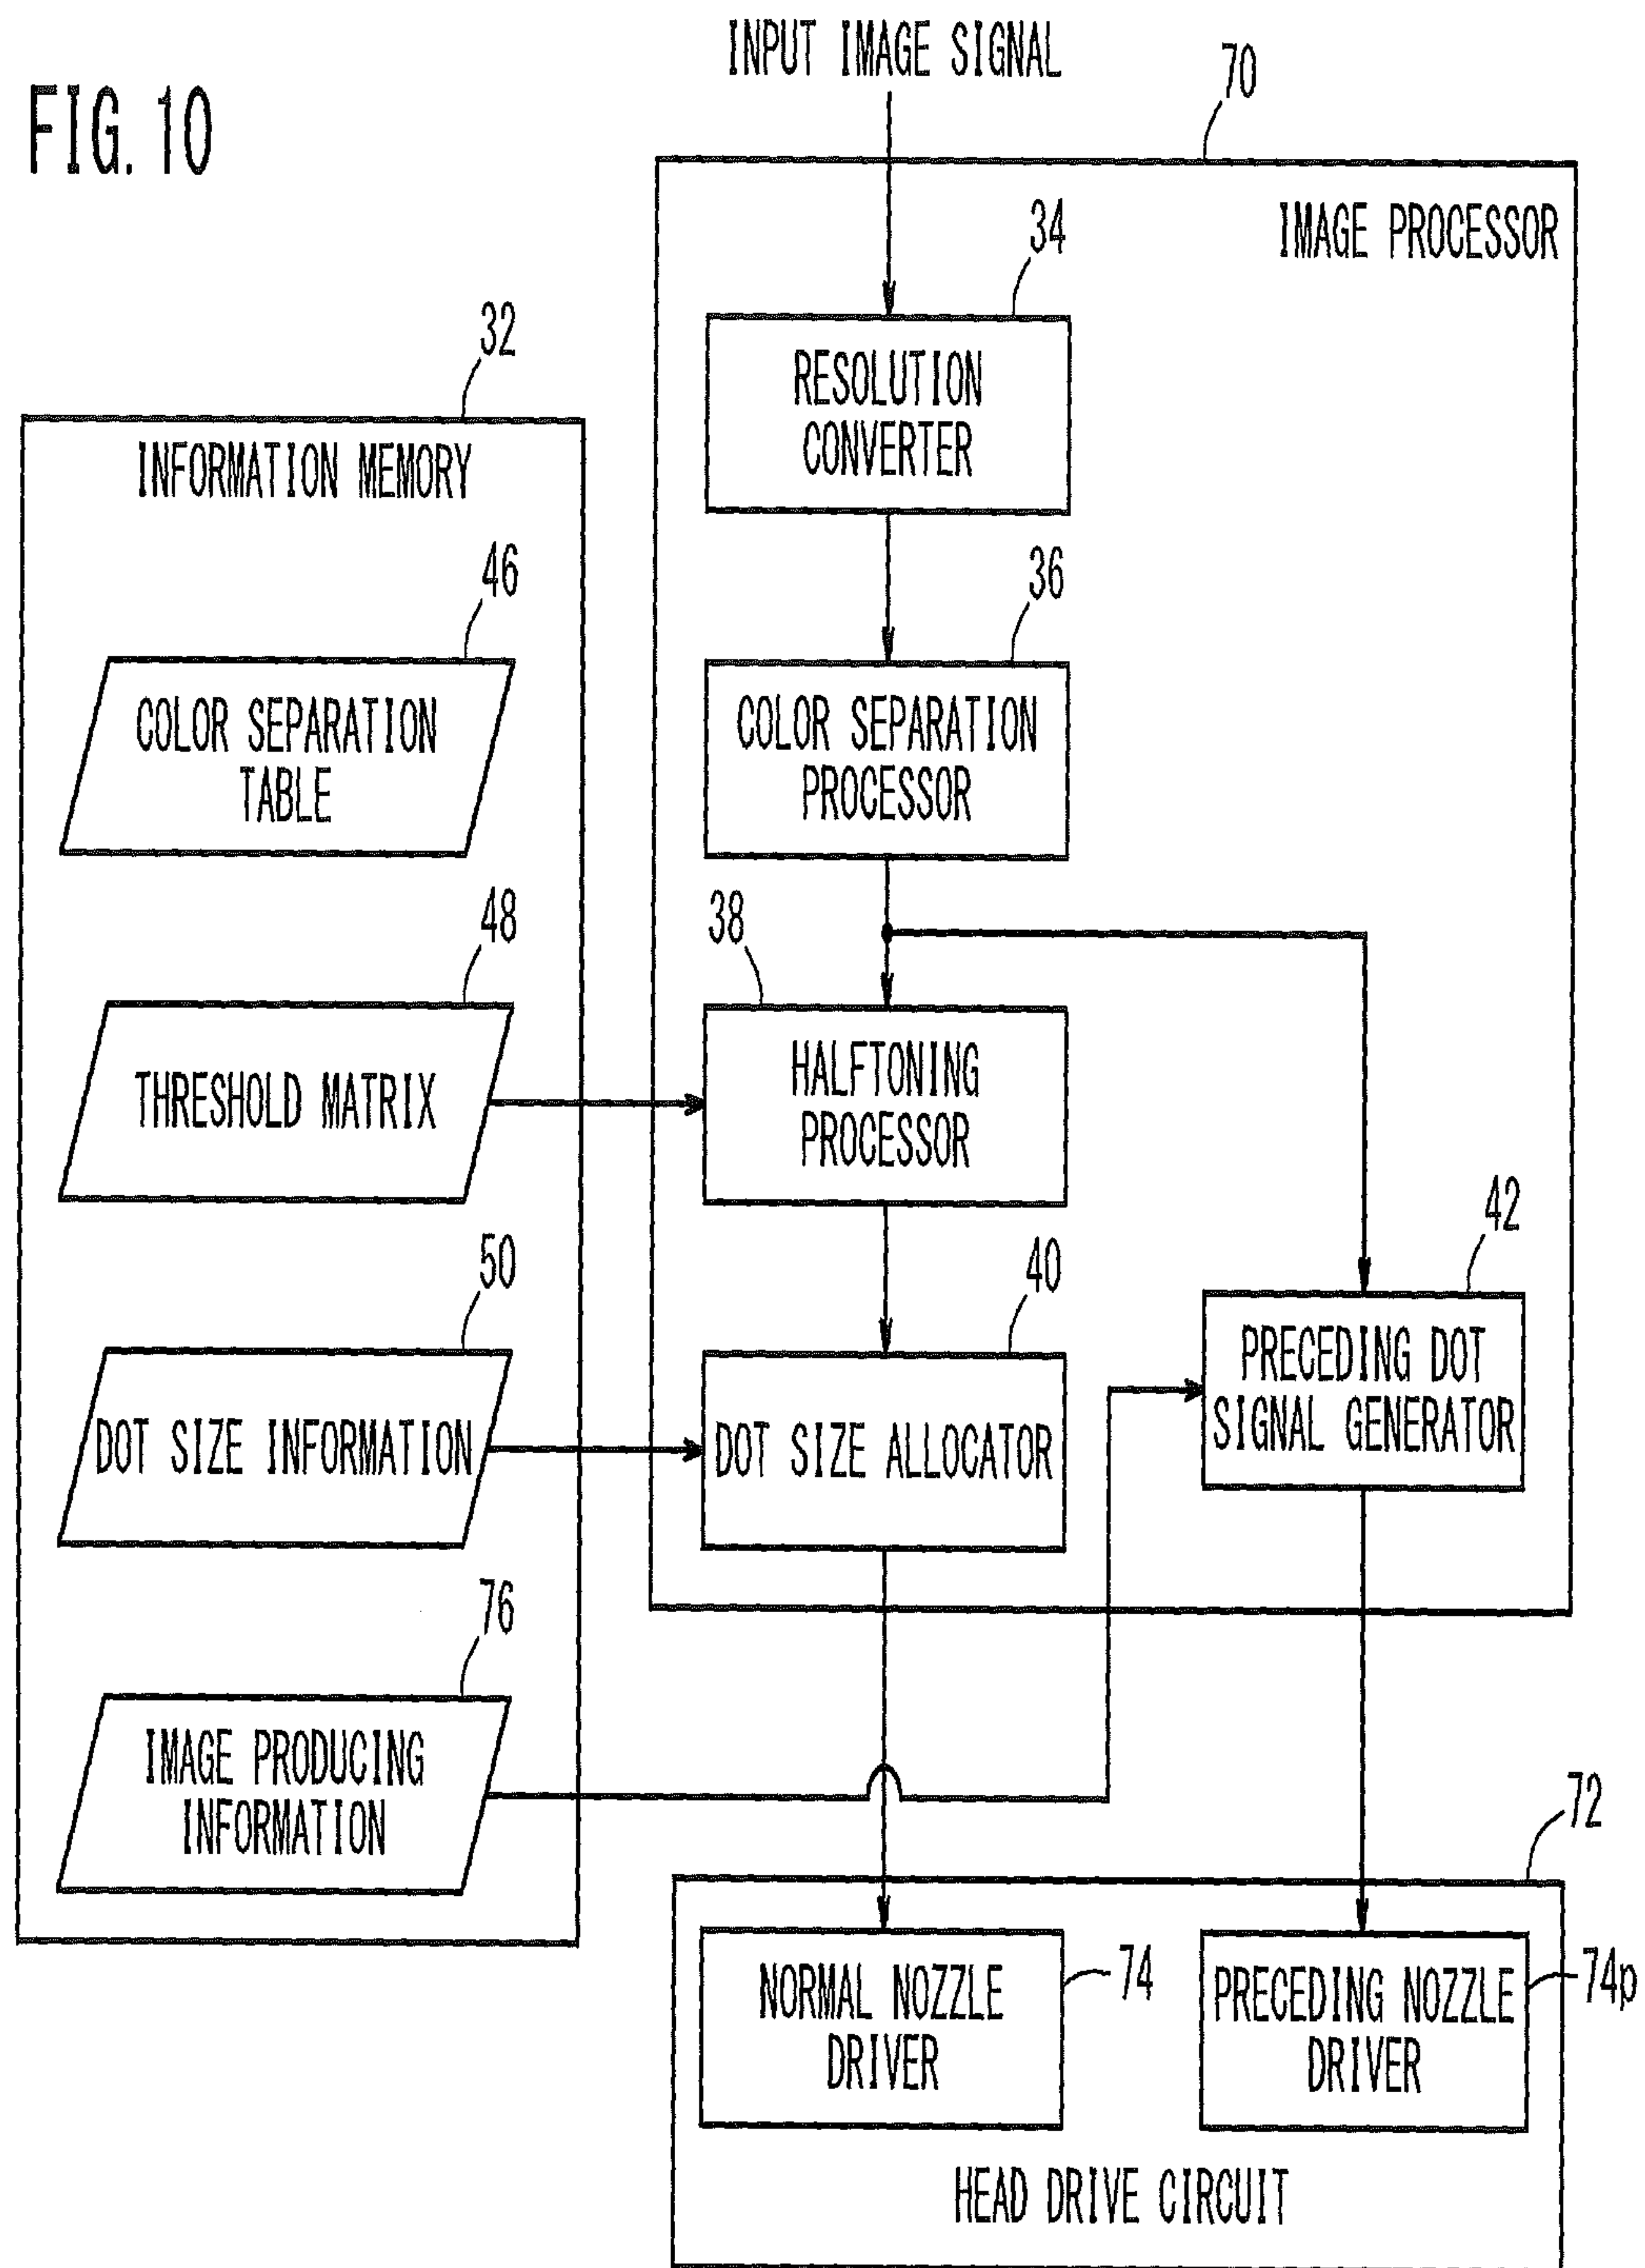 FIG. 10
INPUT IMAGE SIGNAL
70
IMAGE PROCESSOR
34
RESOLUTION
CONVERTER
32
INFORMATION MEMORY
36
COLOR SEPARATION
PROCESSOR
46
COLOR SEPARATION
TABLE
38
HALFTONING
PROCESSOR
48
THRESHOLD MATRIX
42
PRECEDING DOT
SIGNAL GENERATOR
40
DOT SIZE ALLOCATOR
50
DOT SIZE INFORMATION
76
IMAGE PRODUCING
INFORMATION
72
NORMAL NOZZLE
DRIVER
74
PRECEDING NOZZLE
DRIVER
74p
HEAD DRIVE CIRCUIT